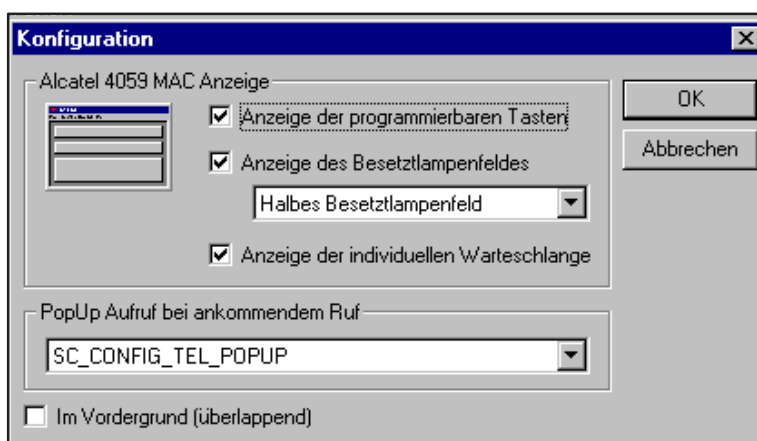 Konfiguration
Alcatel 4059 MAC Anzeige
Anzeige der programmierbaren Tasten
Anzeige des Besetztlampenfeldes
Halbes Besetztlampenfeld
Anzeige der individuellen Warteschlange
OK
Abbrechen
PopUp Aufruf bei ankommendem Ruf
SC_CONFIG_TEL_POPUP
Im Vordergrund (überlappend)